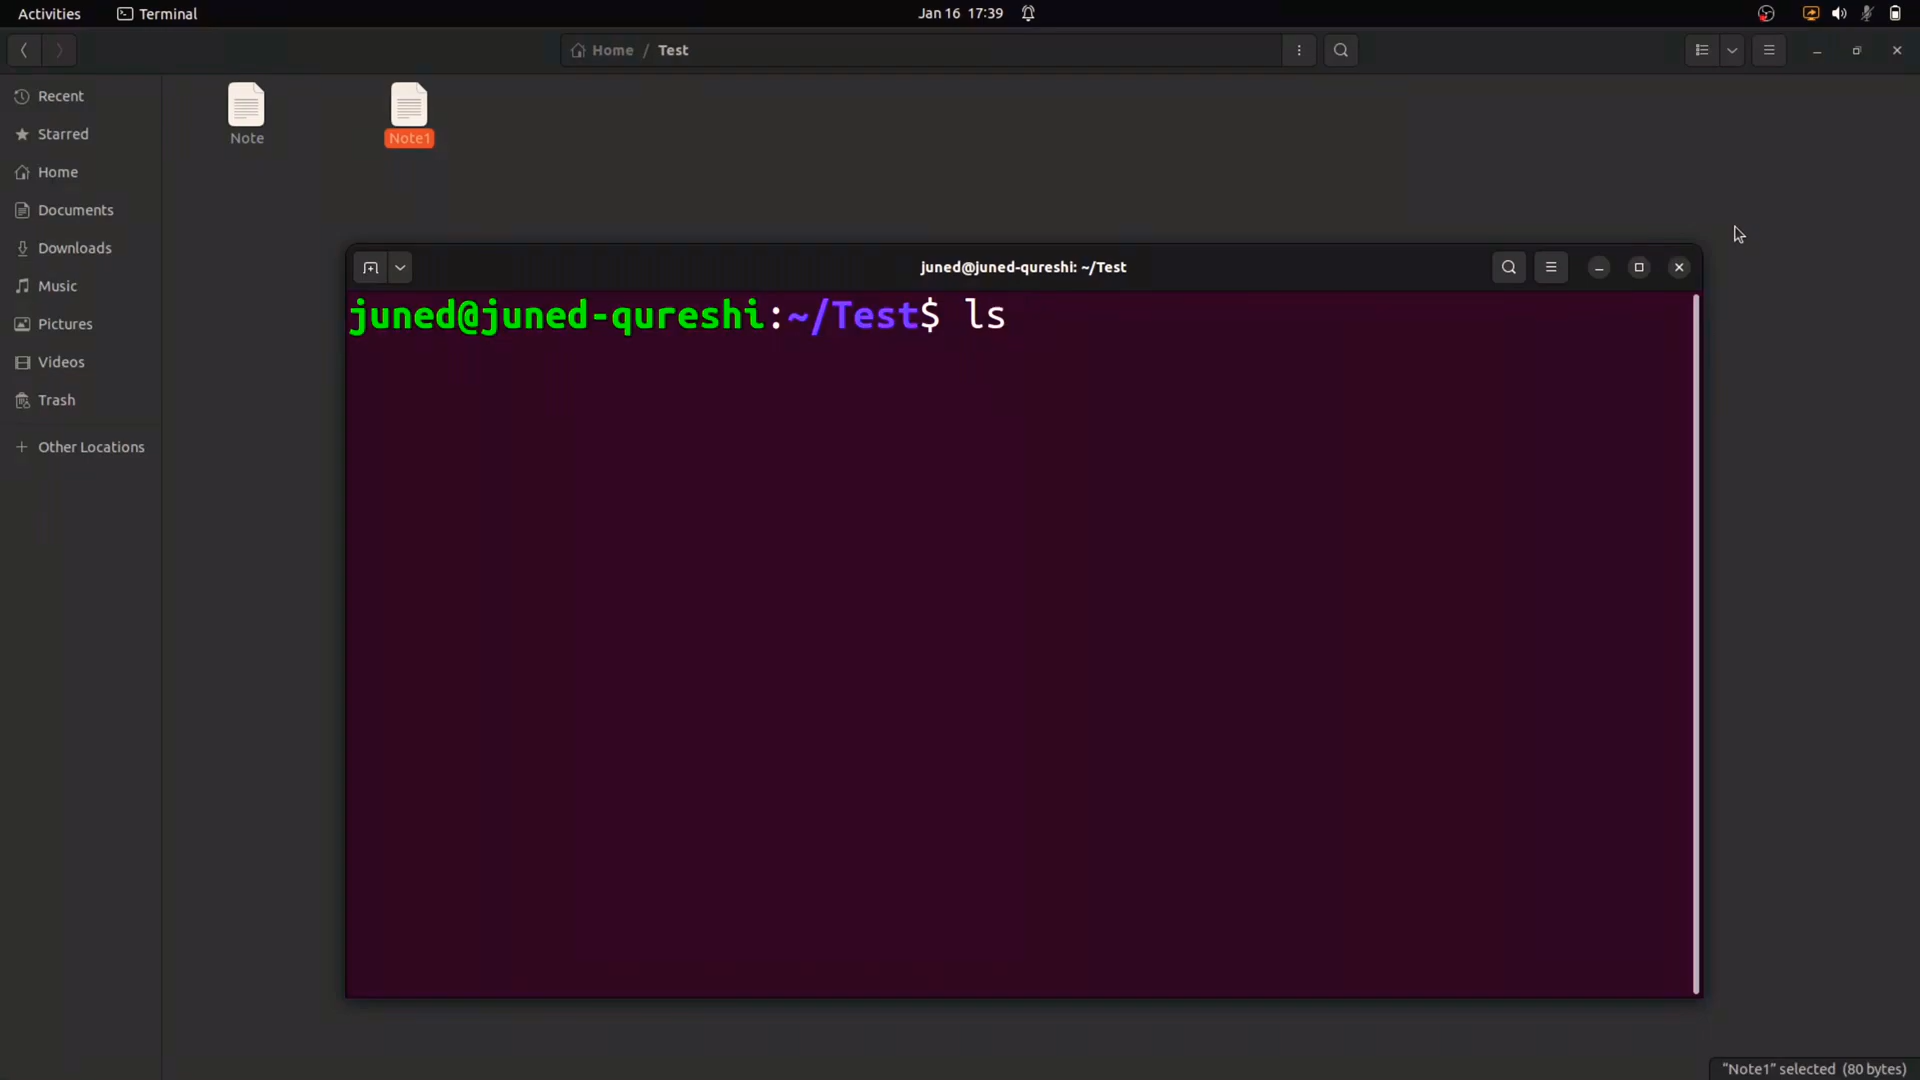 Activities Terminal Jan 16 17:39
Home / Test
Recent
Starred
Home
Documents
Downloads
Music
Pictures
Videos
Trash
Other Locations
Note Note1
juned@juned-qureshi: ~/Test
juned@juned-qureshi:~/Test$ ls
"Note1" selected (80 bytes)